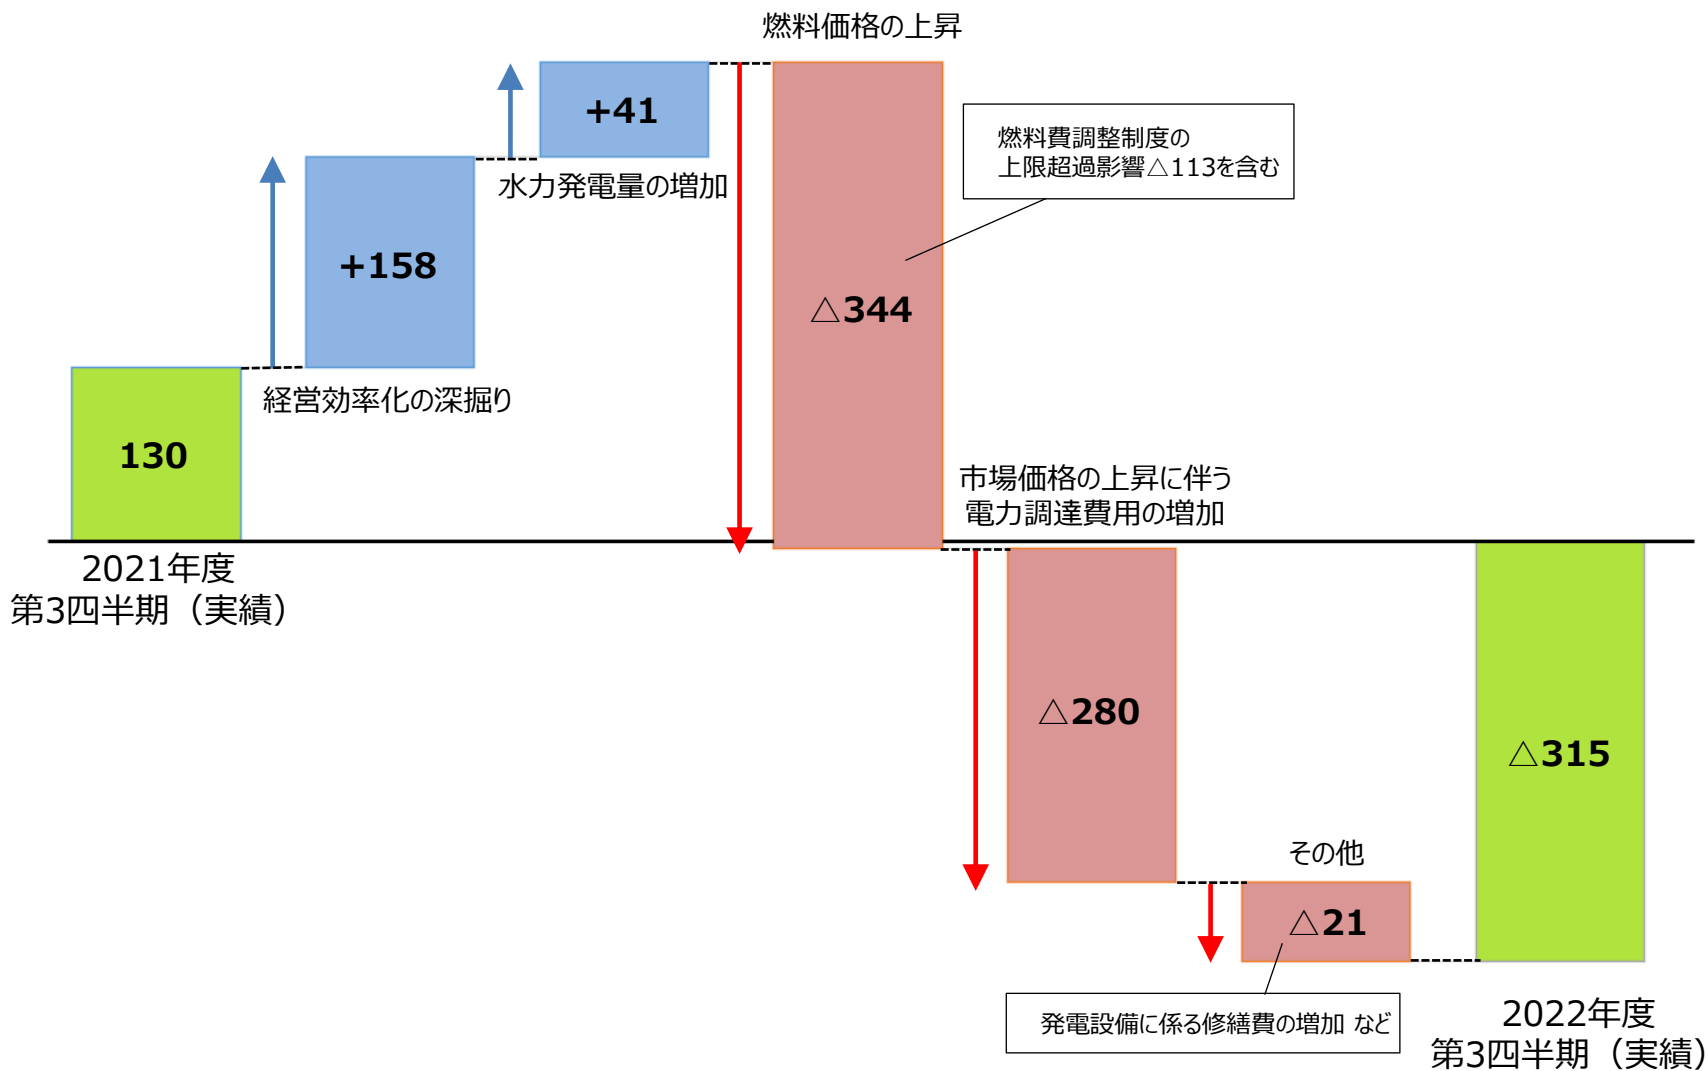 燃料価格の上昇
+41
燃料費調整制度の
上限超過影響△113を含む
水力発電量の増加
+158
△344
経営効率化の深掘り
130
市場価格の上昇に伴う
電力調達費用の増加
2021年度
第3四半期（実績）
△280
△315
その他
△21
発電設備に係る修繕費の増加 など
2022年度
第3四半期（実績）